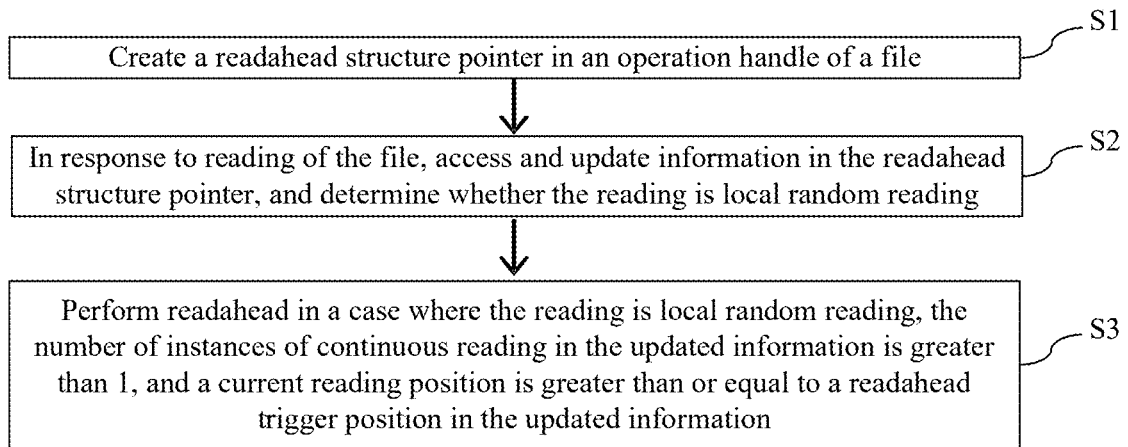 S1
Create a readahead structure pointer in an operation handle of a file
S2
In response to reading of the file, access and update information in the readahead
structure pointer, and determine whether the reading is local random reading
S3
Perform readahead in a case where the reading is local random reading, the
number of instances of continuous reading in the updated information is greater
than 1, and a current reading position is greater than or equal to a readahead
trigger position in the updated information